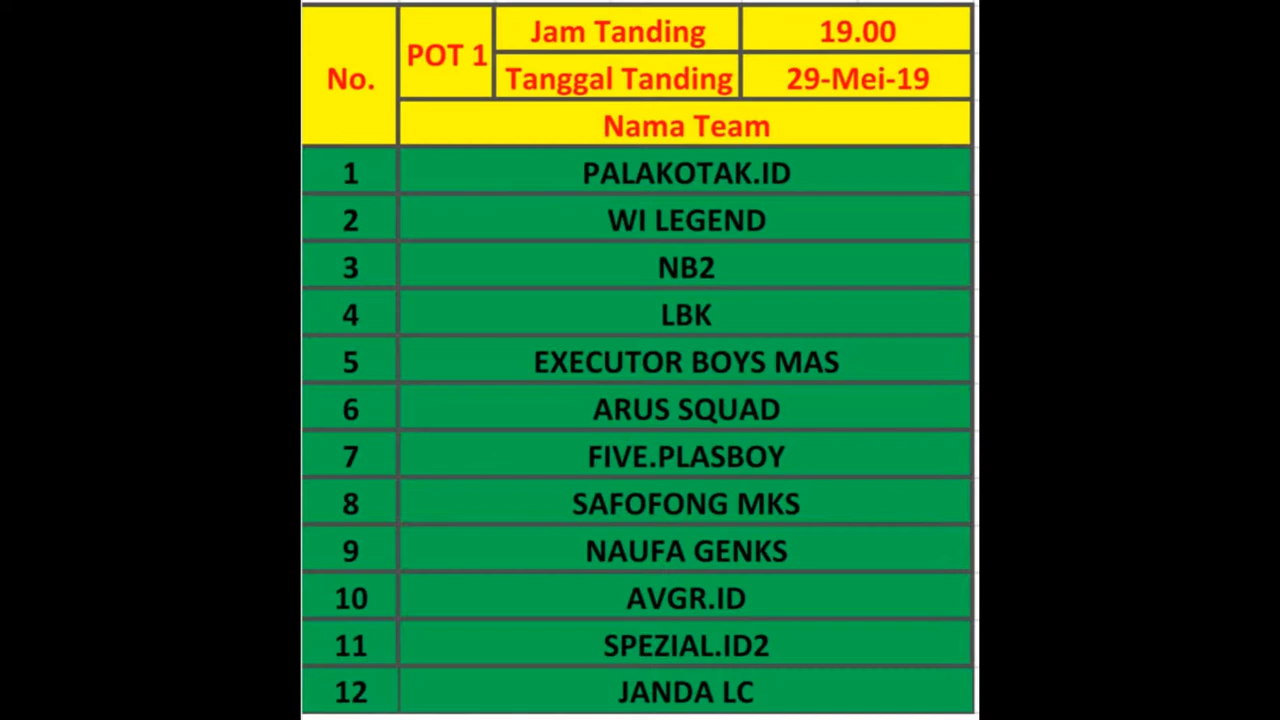 No. POT 1 Jam Tanding 19.00
Tanggal Tanding 29-Mei-19
Nama Team
1 PALAKOTAK.ID
2 WI LEGEND
3 NB2
4 LBK
5 EXECUTOR BOYS MAS
6 ARUS SQUAD
7 FIVE.PLASBOY
8 SAFOFONG MKS
9 NAUFA GENKS
10 AVGR.ID
11 SPEZIAL.ID2
12 JANDA LC